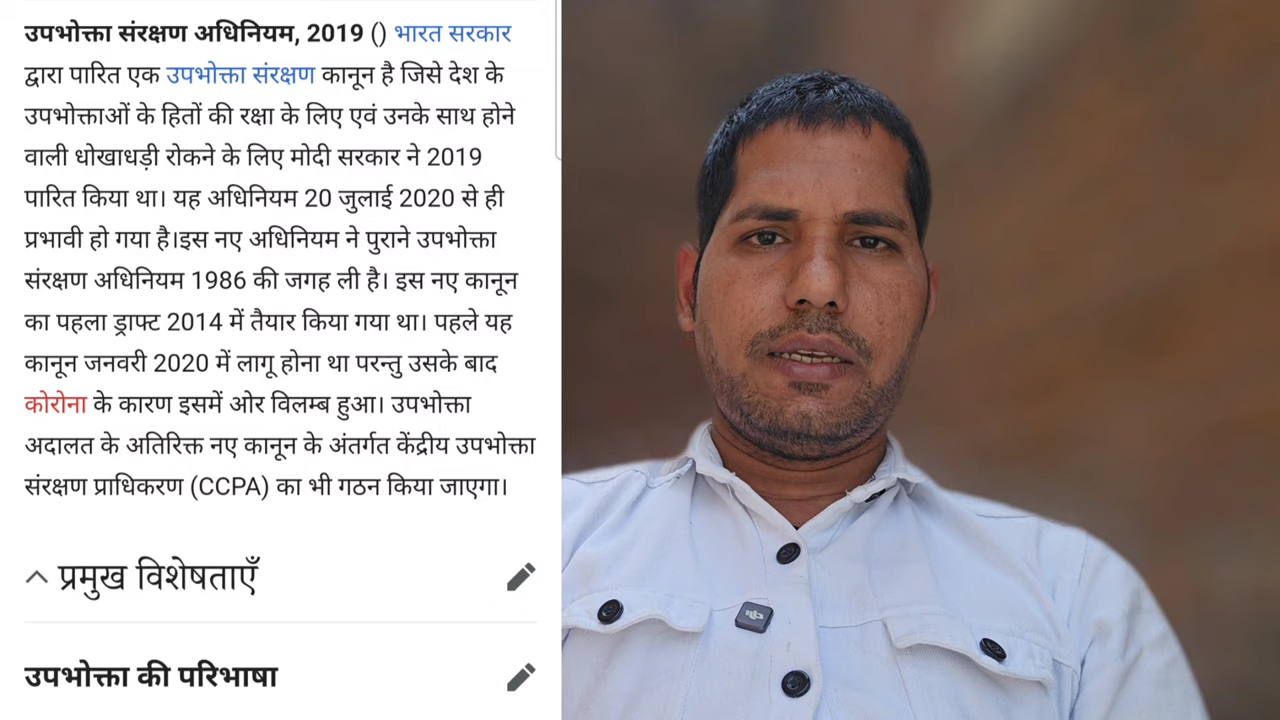 उपभोक्ता संरक्षण अधिनियम, 2019 () भारत सरकार
द्वारा पारित एक उपभोक्ता संरक्षण कानून है जिसे देश के
उपभोक्ताओं के हितों की रक्षा के लिए एवं उनके साथ होने
वाली धोखाधड़ी रोकने के लिए मोदी सरकार ने 2019
पारित किया था। यह अधिनियम 20 जुलाई 2020 से ही
प्रभावी हो गया है।इस नए अधिनियम ने पुराने उपभोक्ता
संरक्षण अधिनियम 1986 की जगह ली है। इस नए कानून
का पहला ड्राफ्ट 2014 में तैयार किया गया था। पहले यह
कानून जनवरी 2020 में लागू होना था परन्तु उसके बाद
कोरोना के कारण इसमें ओर विलम्ब हुआ। उपभोक्ता
अदालत के अतिरिक्त नए कानून के अंतर्गत केंद्रीय उपभोक्ता
संरक्षण प्राधिकरण (CCPA) का भी गठन किया जाएगा।
प्रमुख विशेषताएँ
उपभोक्ता की परिभाषा